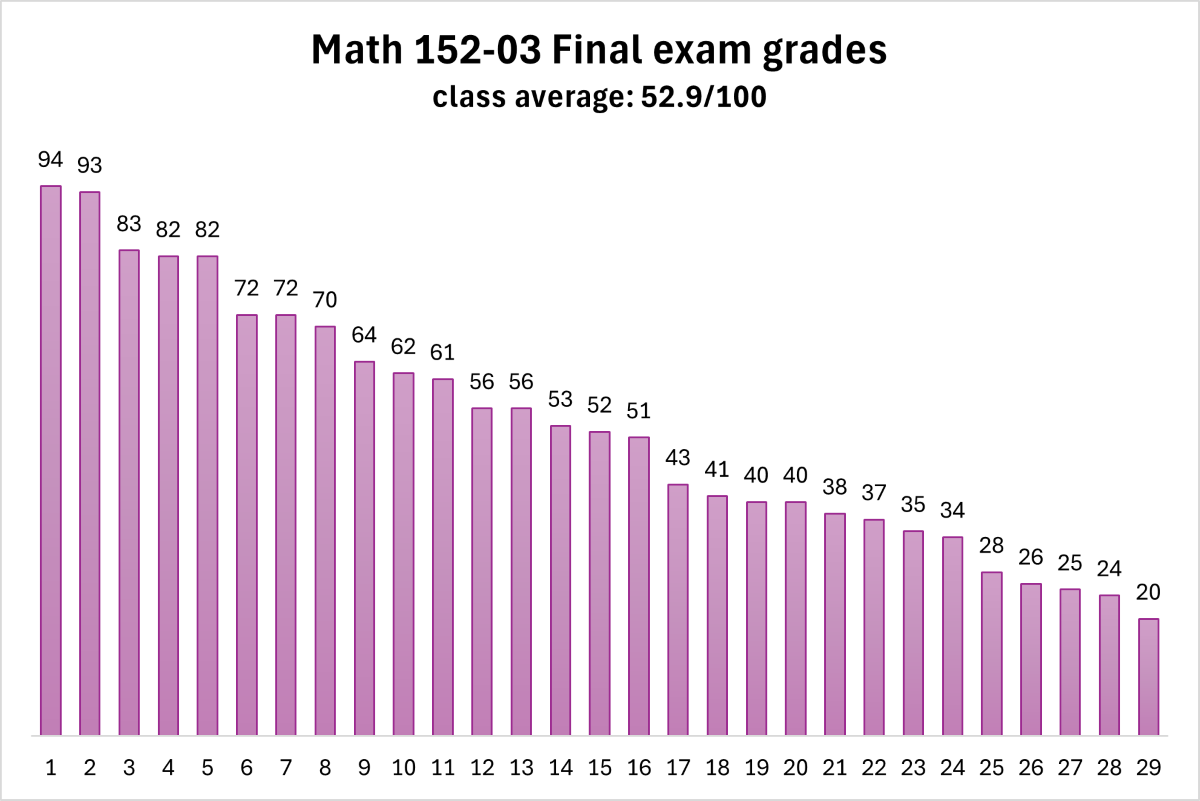 Math 152-03 Final exam grades
class average: 52.9/100
94 93 83 82 82 72 72 70 64 62 61 56 56 53 52 51 43 41 40 40 38 37 35 34 28 26 25 24 20
1 2 3 4 5 6 7 8 9 10 11 12 13 14 15 16 17 18 19 20 21 22 23 24 25 26 27 28 29